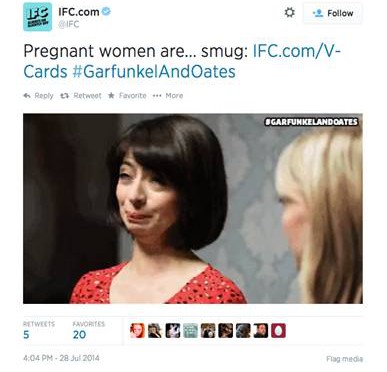 IFC.com
@IFC
Follow
Pregnant women are... smug: IFC.com/V-
Cards #GarfunkelAndOates
Reply Retweet Favorite More
#GARFUNKELANDOATES
RETWEETS FAVORITES
5 20
4:04 PM - 28 Jul 2014 Flag media